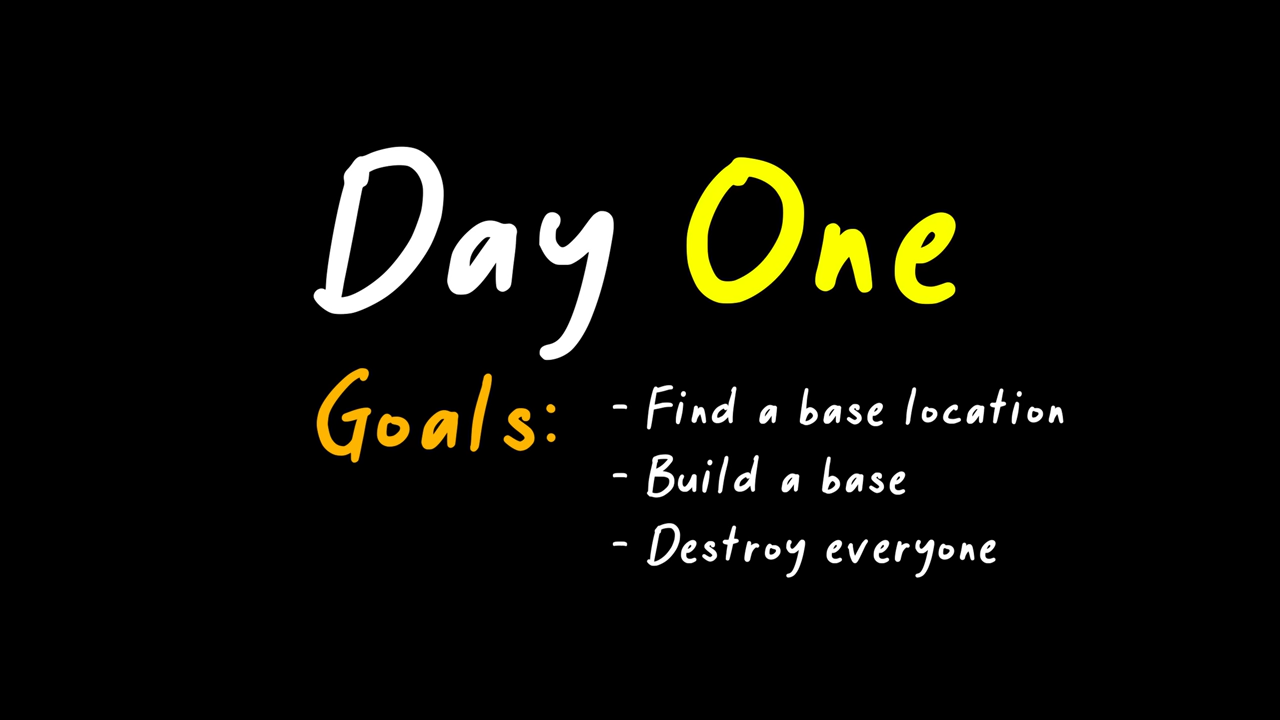 Day One
Goals:
- Find a base location
- Build a base
- Destroy everyone